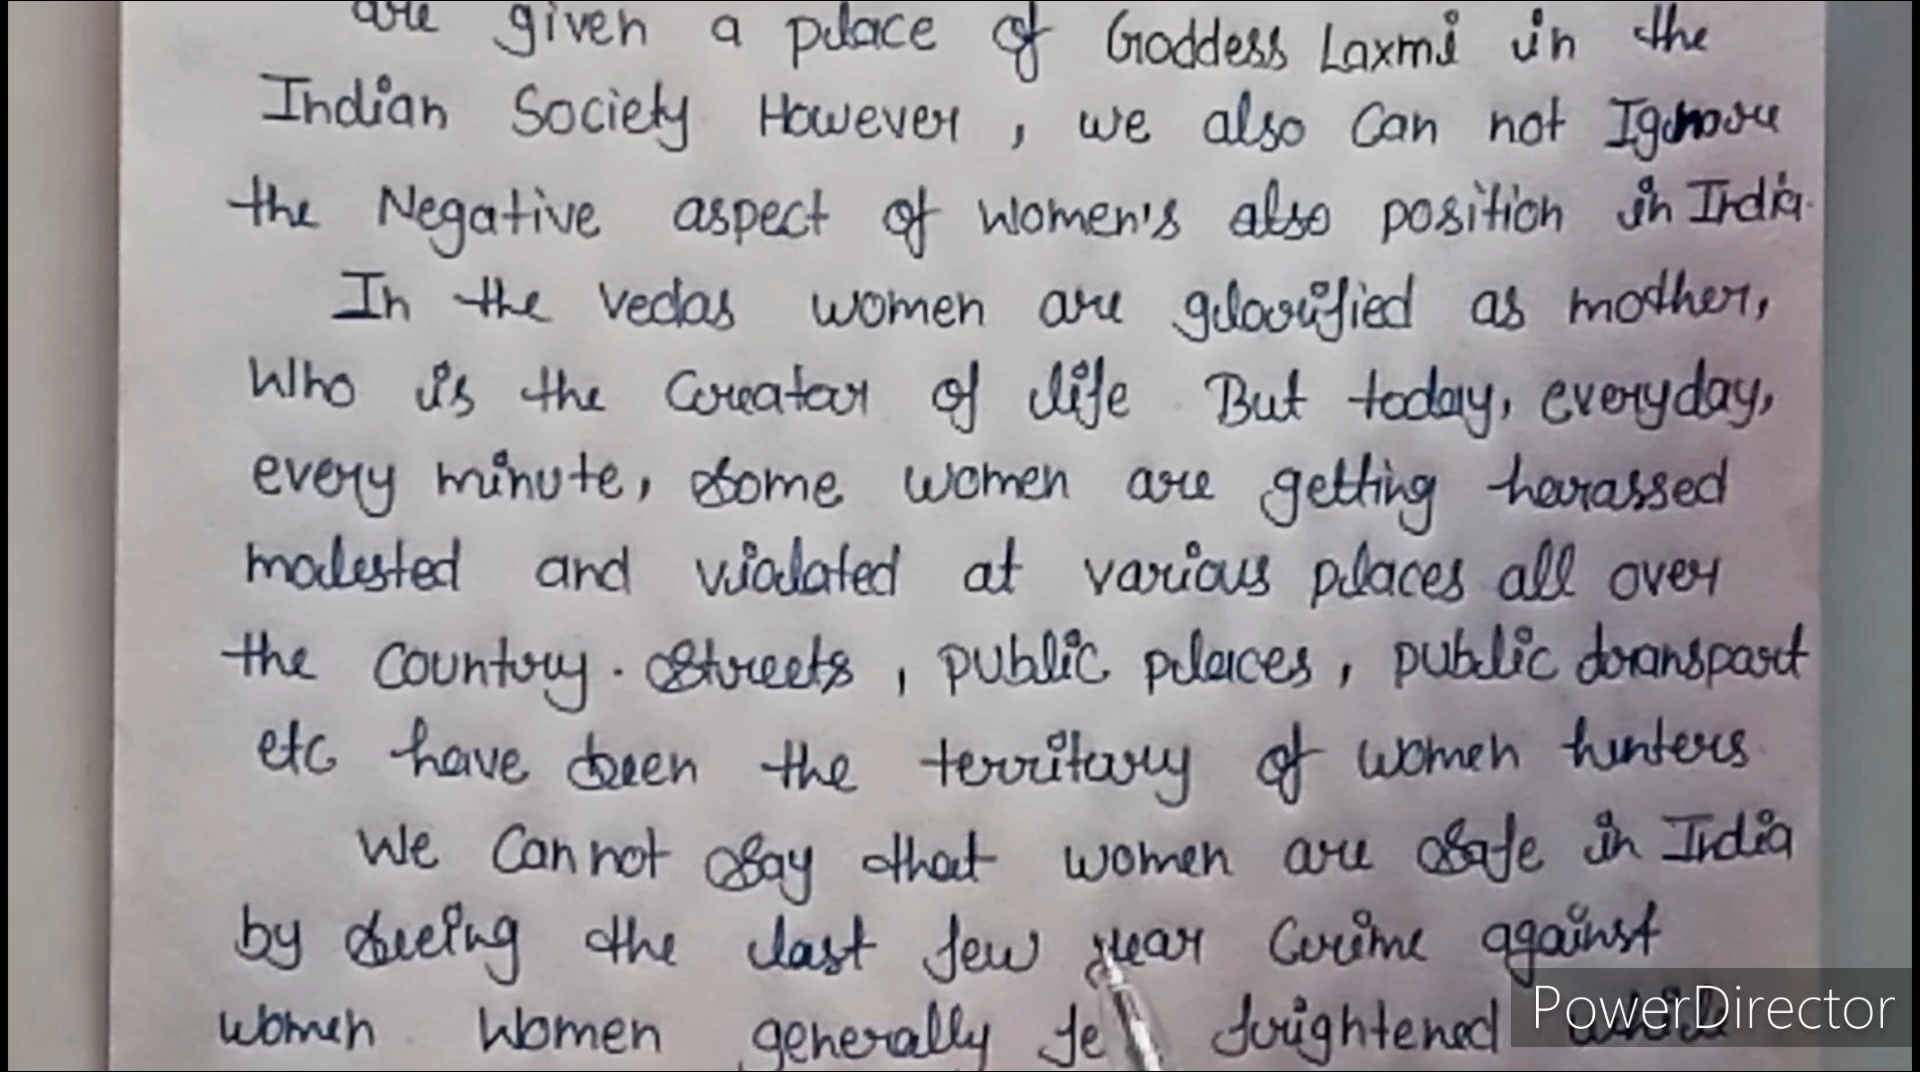 are given a place of Goddess Laxmi in the
Indian Society However, we also Can not Ignore
the Negative aspect of women's also position in India.
In the vedas women are glorified as mother,
Who is the Creator of life But today, everyday,
every minute, some women are getting harassed
molested and violated at various places all over
the country. Streets, public places, public transport
etc have been the territory of women hunters
We Cannot Say that women are Safe in India
by seeing the last few year Crime against
women Women generally frightened
PowerDirector